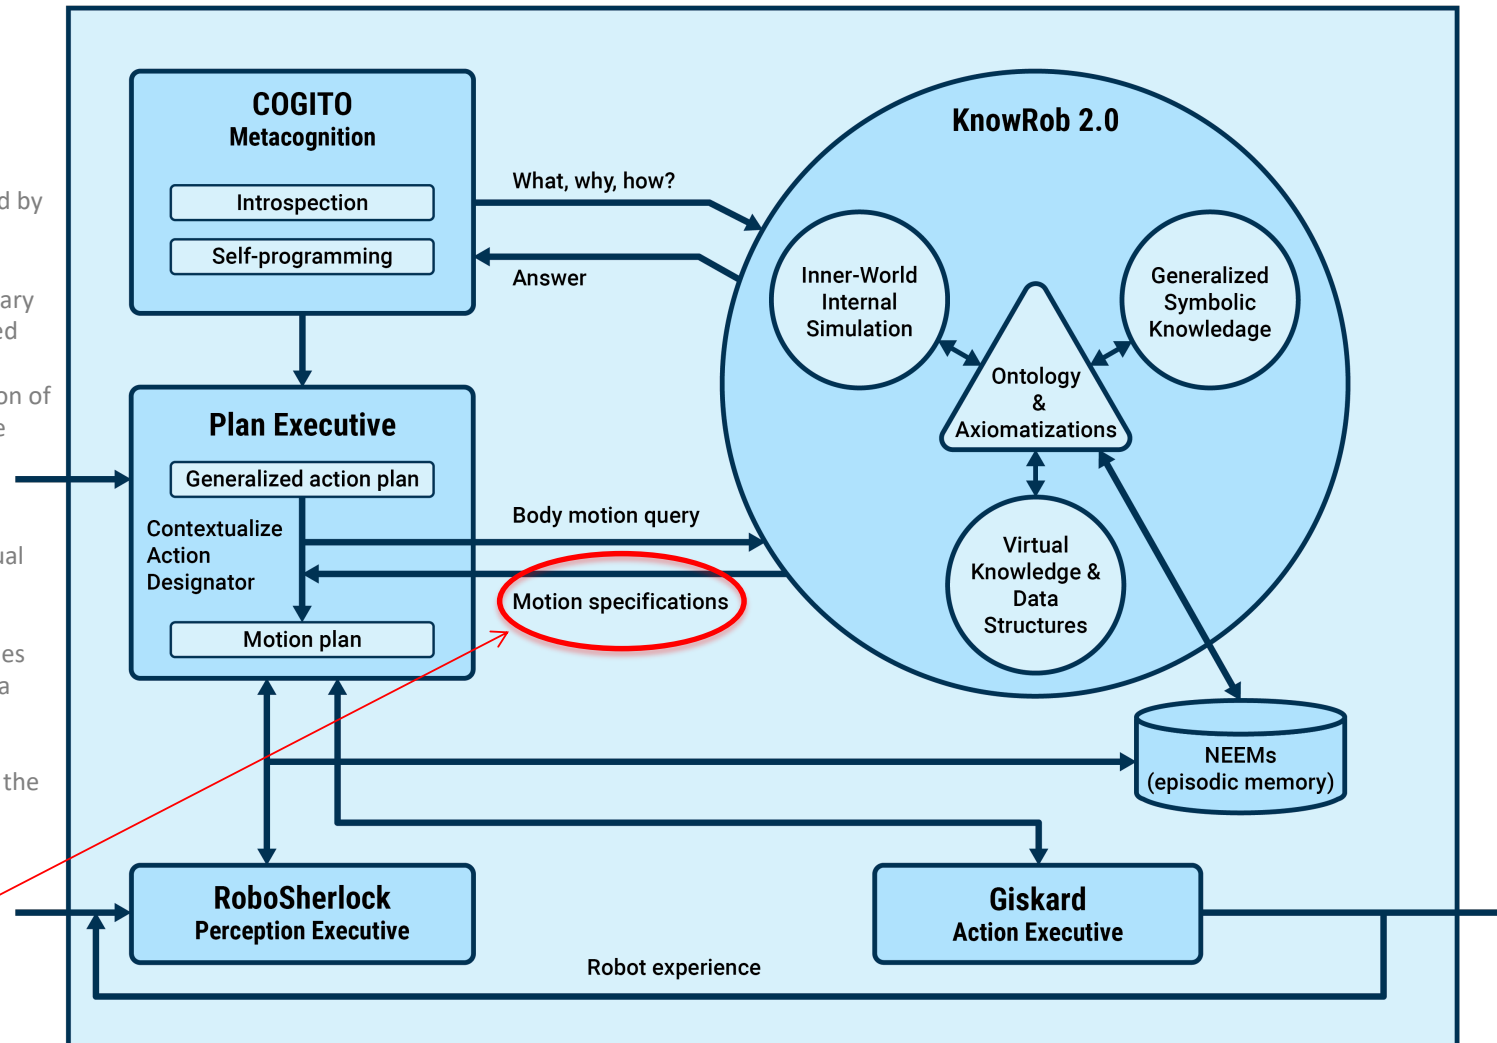 COGITO
Metacognition
Introspection
Self-programming
What, why, how?
Answer
KnowRob 2.0
Inner-World
Internal
Simulation
Generalized
Symbolic
Knowledage
Ontology
&
Axiomatizations
Virtual
Knowledge &
Data
Structures
Plan Executive
Generalized action plan
Contextualize
Action
Designator
Motion plan
Body motion query
Motion specifications
NEEMs
(episodic memory)
RoboSherlock
Perception Executive
Giskard
Action Executive
Robot experience
d by
ary
ed
on of
e
ual
es
a
the